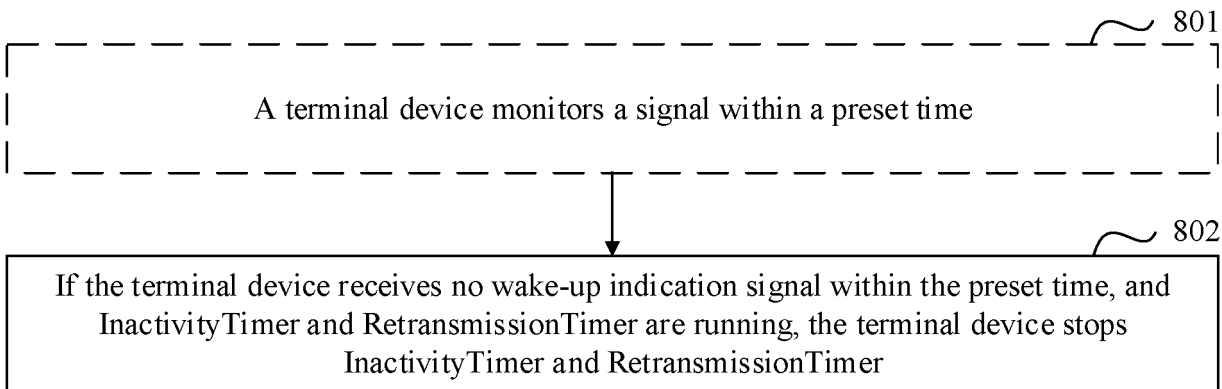 801
A terminal device monitors a signal within a preset time
802
If the terminal device receives no wake-up indication signal within the preset time, and
InactivityTimer and RetransmissionTimer are running, the terminal device stops
InactivityTimer and RetransmissionTimer